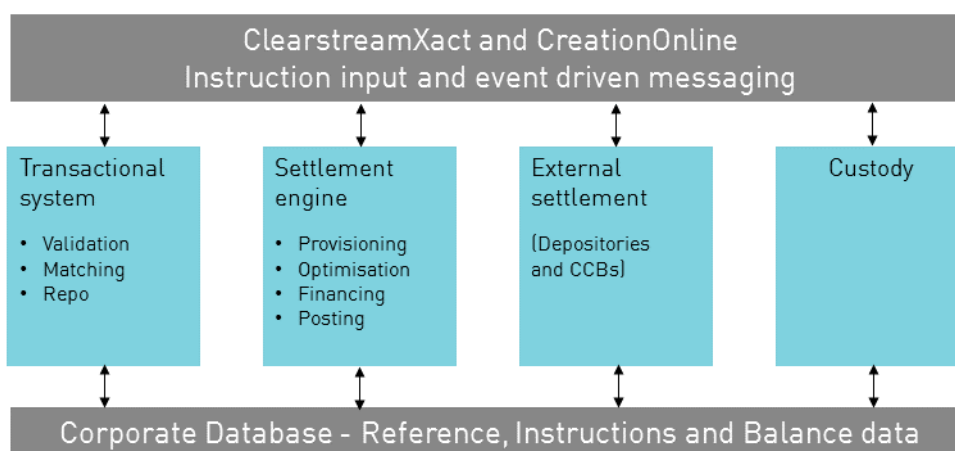 ClearstreamXact and CreationOnline
Instruction input and event driven messaging
Transactional
system
• Validation
• Matching
• Repo
Settlement
engine
• Provisioning
• Optimisation
• Financing
• Posting
External
settlement
(Depositories
and CCBs)
Custody
Corporate Database - Reference, Instructions and Balance data